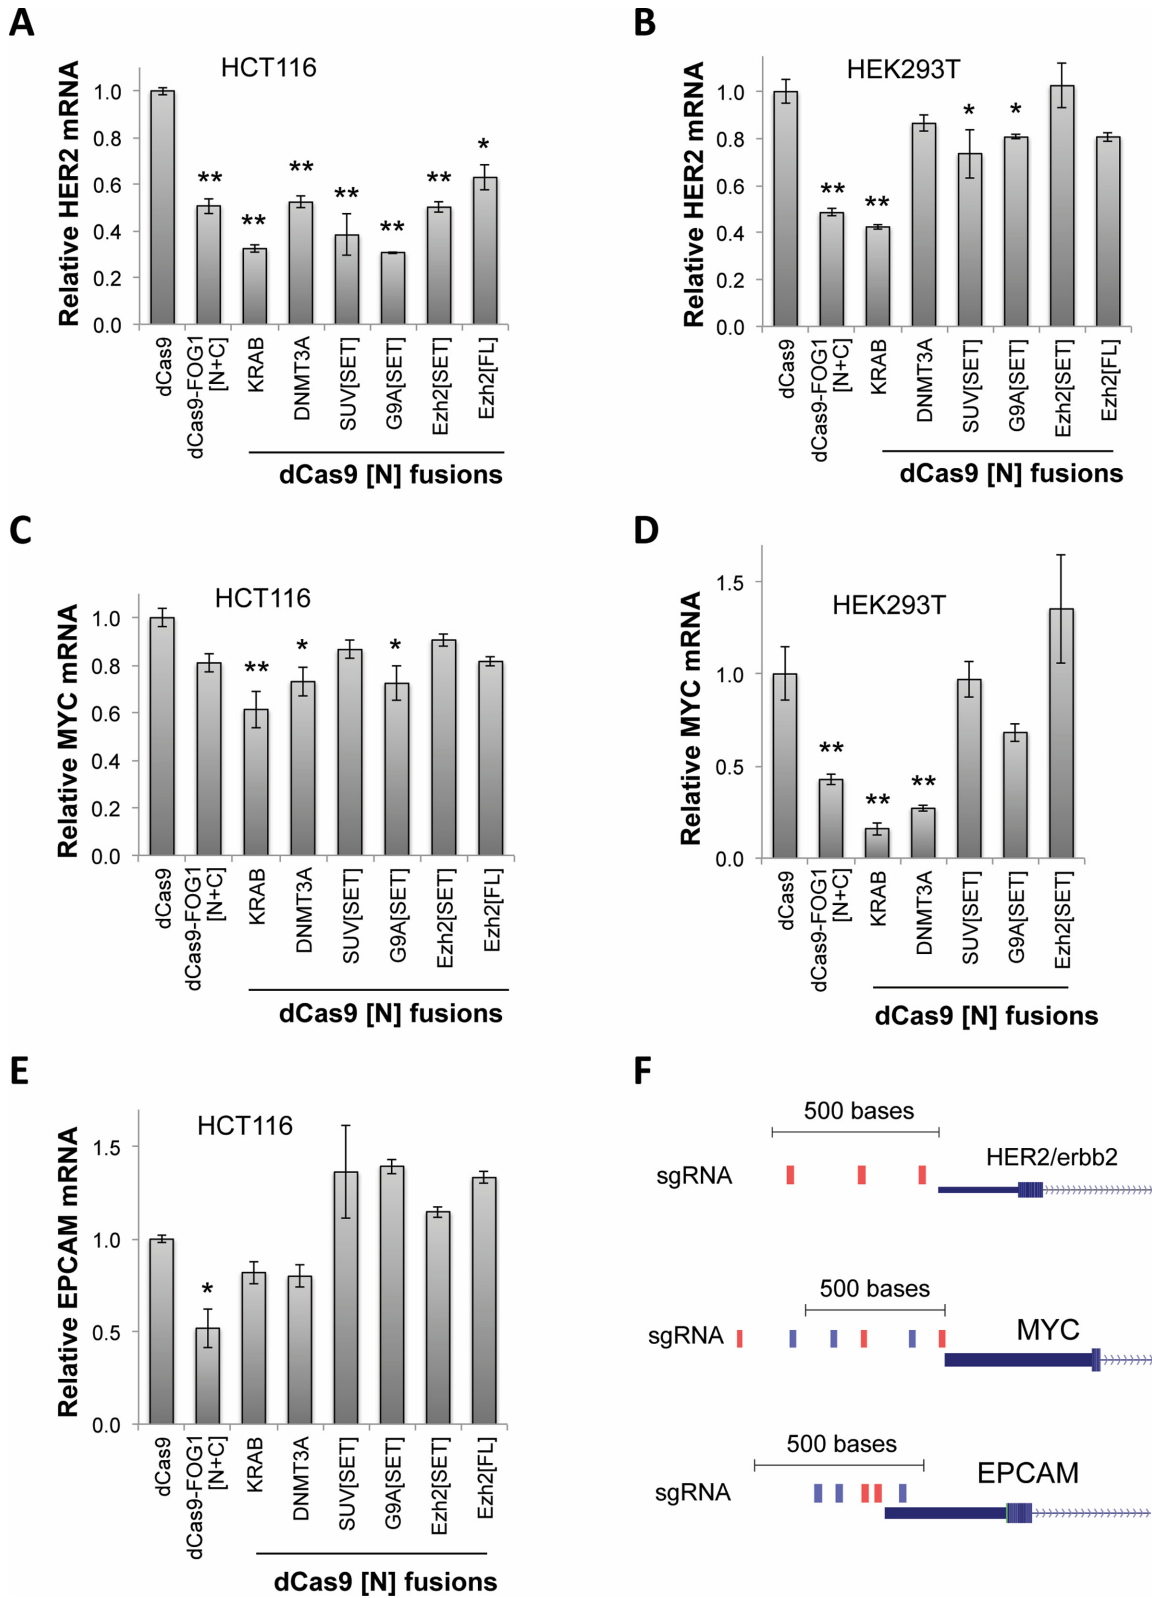 A
HCT116
Relative HER2 mRNA
1.0
0.8
0.6
0.4
0.2
0.0
**
**
**
**
**
**
*
dCas9
dCas9-FOG1
[N+C]
KRAB
DNMT3A
SUV[SET]
G9A[SET]
Ezh2[SET]
Ezh2[FL]
dCas9 [N] fusions
B
HEK293T
Relative HER2 mRNA
1.0
0.8
0.6
0.4
0.2
0.0
**
**
*
*
dCas9
dCas9-FOG1
[N+C]
KRAB
DNMT3A
SUV[SET]
G9A[SET]
Ezh2[SET]
Ezh2[FL]
dCas9 [N] fusions
C
HCT116
Relative MYC mRNA
1.0
0.8
0.6
0.4
0.2
0.0
**
*
*
dCas9
dCas9-FOG1
[N+C]
KRAB
DNMT3A
SUV[SET]
G9A[SET]
Ezh2[SET]
Ezh2[FL]
dCas9 [N] fusions
D
HEK293T
Relative MYC mRNA
1.5
1.0
0.5
0.0
**
**
**
dCas9
dCas9-FOG1
[N+C]
KRAB
DNMT3A
SUV[SET]
G9A[SET]
Ezh2[SET]
dCas9 [N] fusions
E
HCT116
Relative EPCAM mRNA
1.5
1.0
0.5
0.0
*
dCas9
dCas9-FOG1
[N+C]
KRAB
DNMT3A
SUV[SET]
G9A[SET]
Ezh2[SET]
Ezh2[FL]
dCas9 [N] fusions
F
500 bases
sgRNA
HER2/erbb2
500 bases
sgRNA
MYC
500 bases
sgRNA
EPCAM